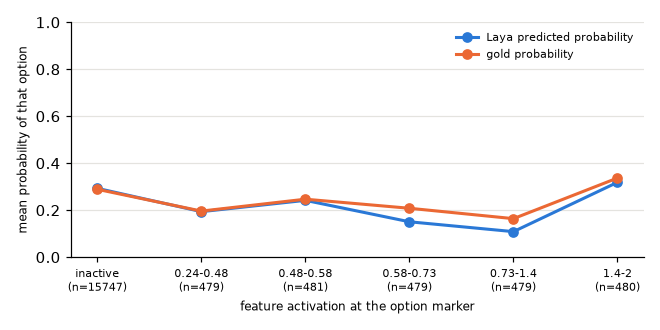 1.0
0.8
0.6
0.4
0.2
0.0
mean probability of that option
Laya predicted probability
gold probability
inactive
(n=15747)
0.24-0.48
(n=479)
0.48-0.58
(n=481)
0.58-0.73
(n=479)
0.73-1.4
(n=479)
1.4-2
(n=480)
feature activation at the option marker